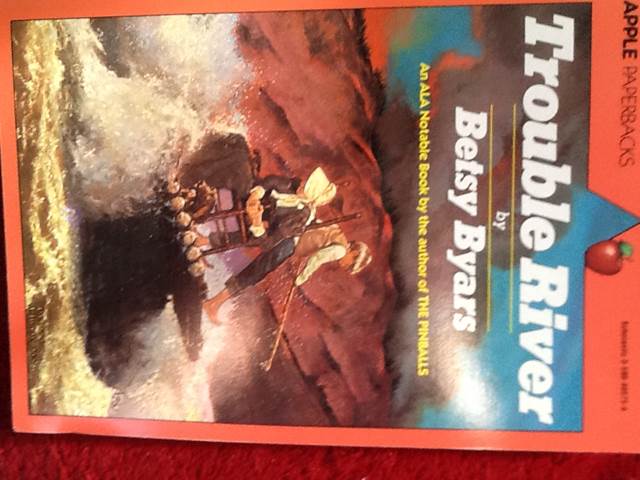 APPLE PAPERBACKS
Trouble River
by
Betsy Byars
An ALA Notable Book by the author of THE PINBALLS